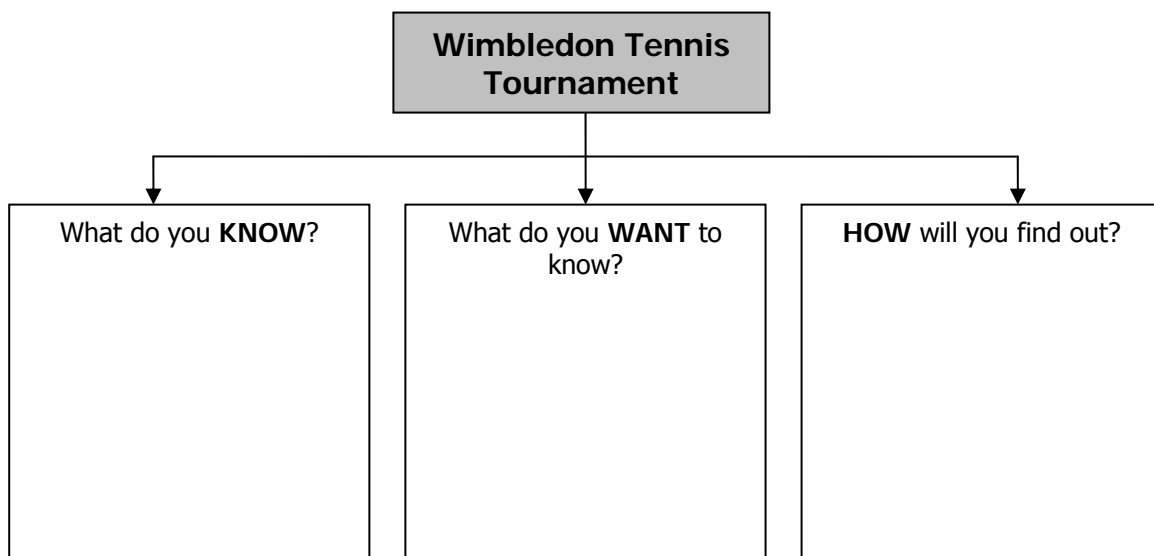 Wimbledon Tennis
Tournament
What do you KNOW?
What do you WANT to
know?
HOW will you find out?